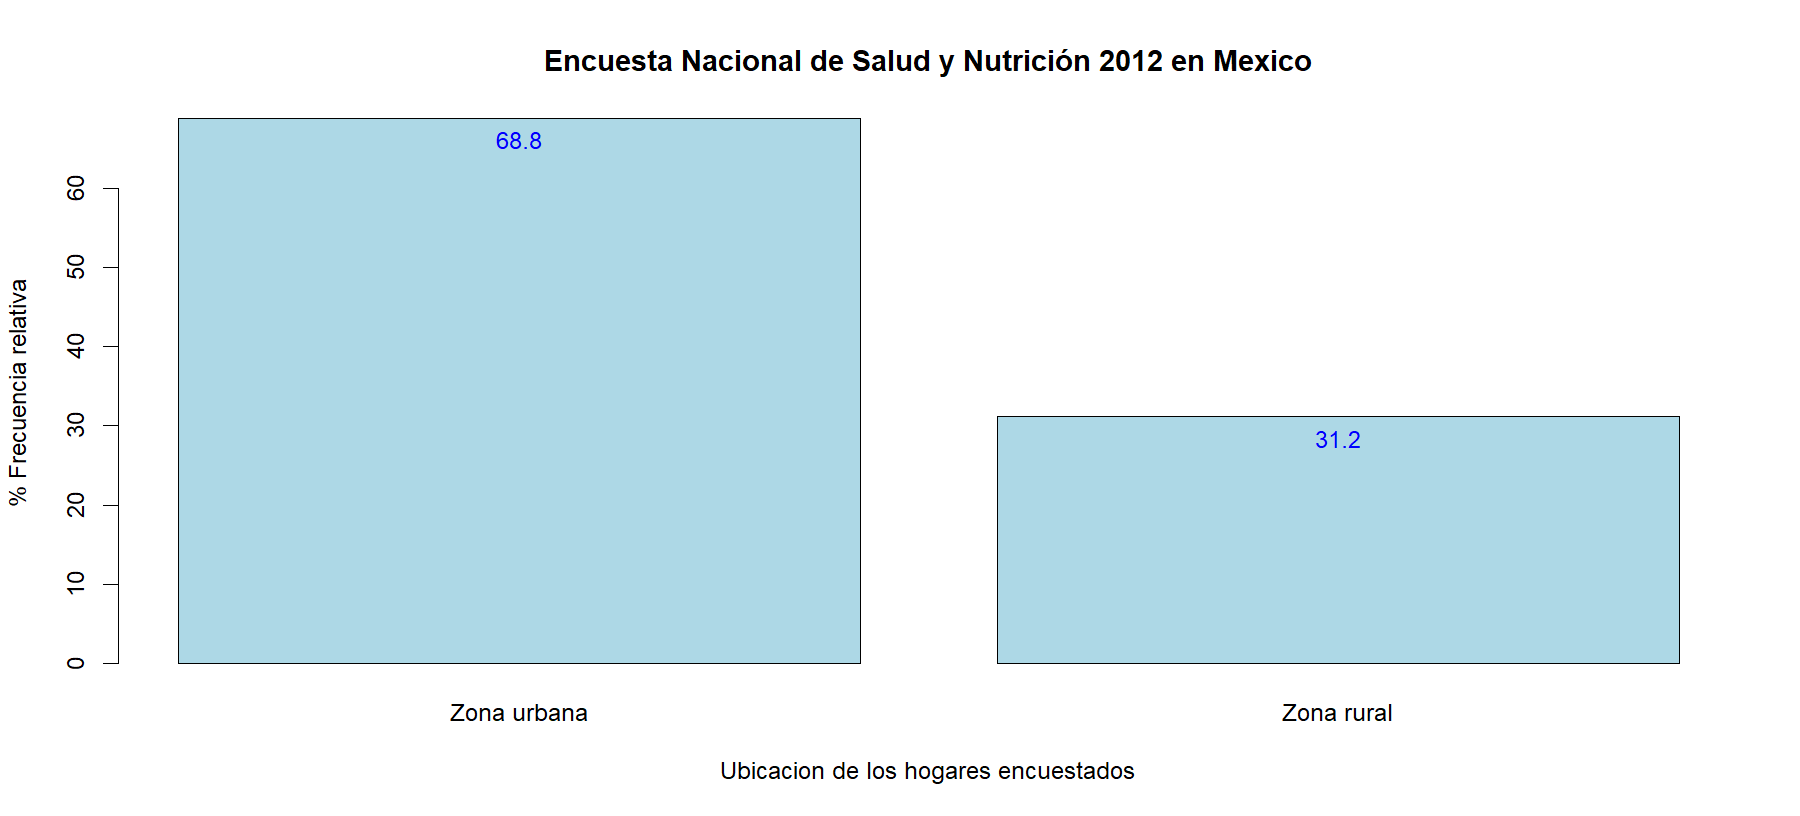 Encuesta Nacional de Salud y Nutrición 2012 en Mexico
% Frecuencia relativa
60
50
40
30
20
10
0
68.8
31.2
Zona urbana
Zona rural
Ubicacion de los hogares encuestados